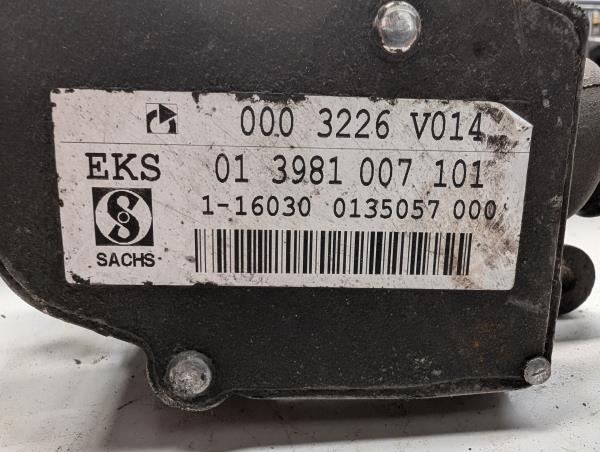 000 3226 V014
EKS 01 3981 007 101
1-16030 0135057 000
S
SACHS